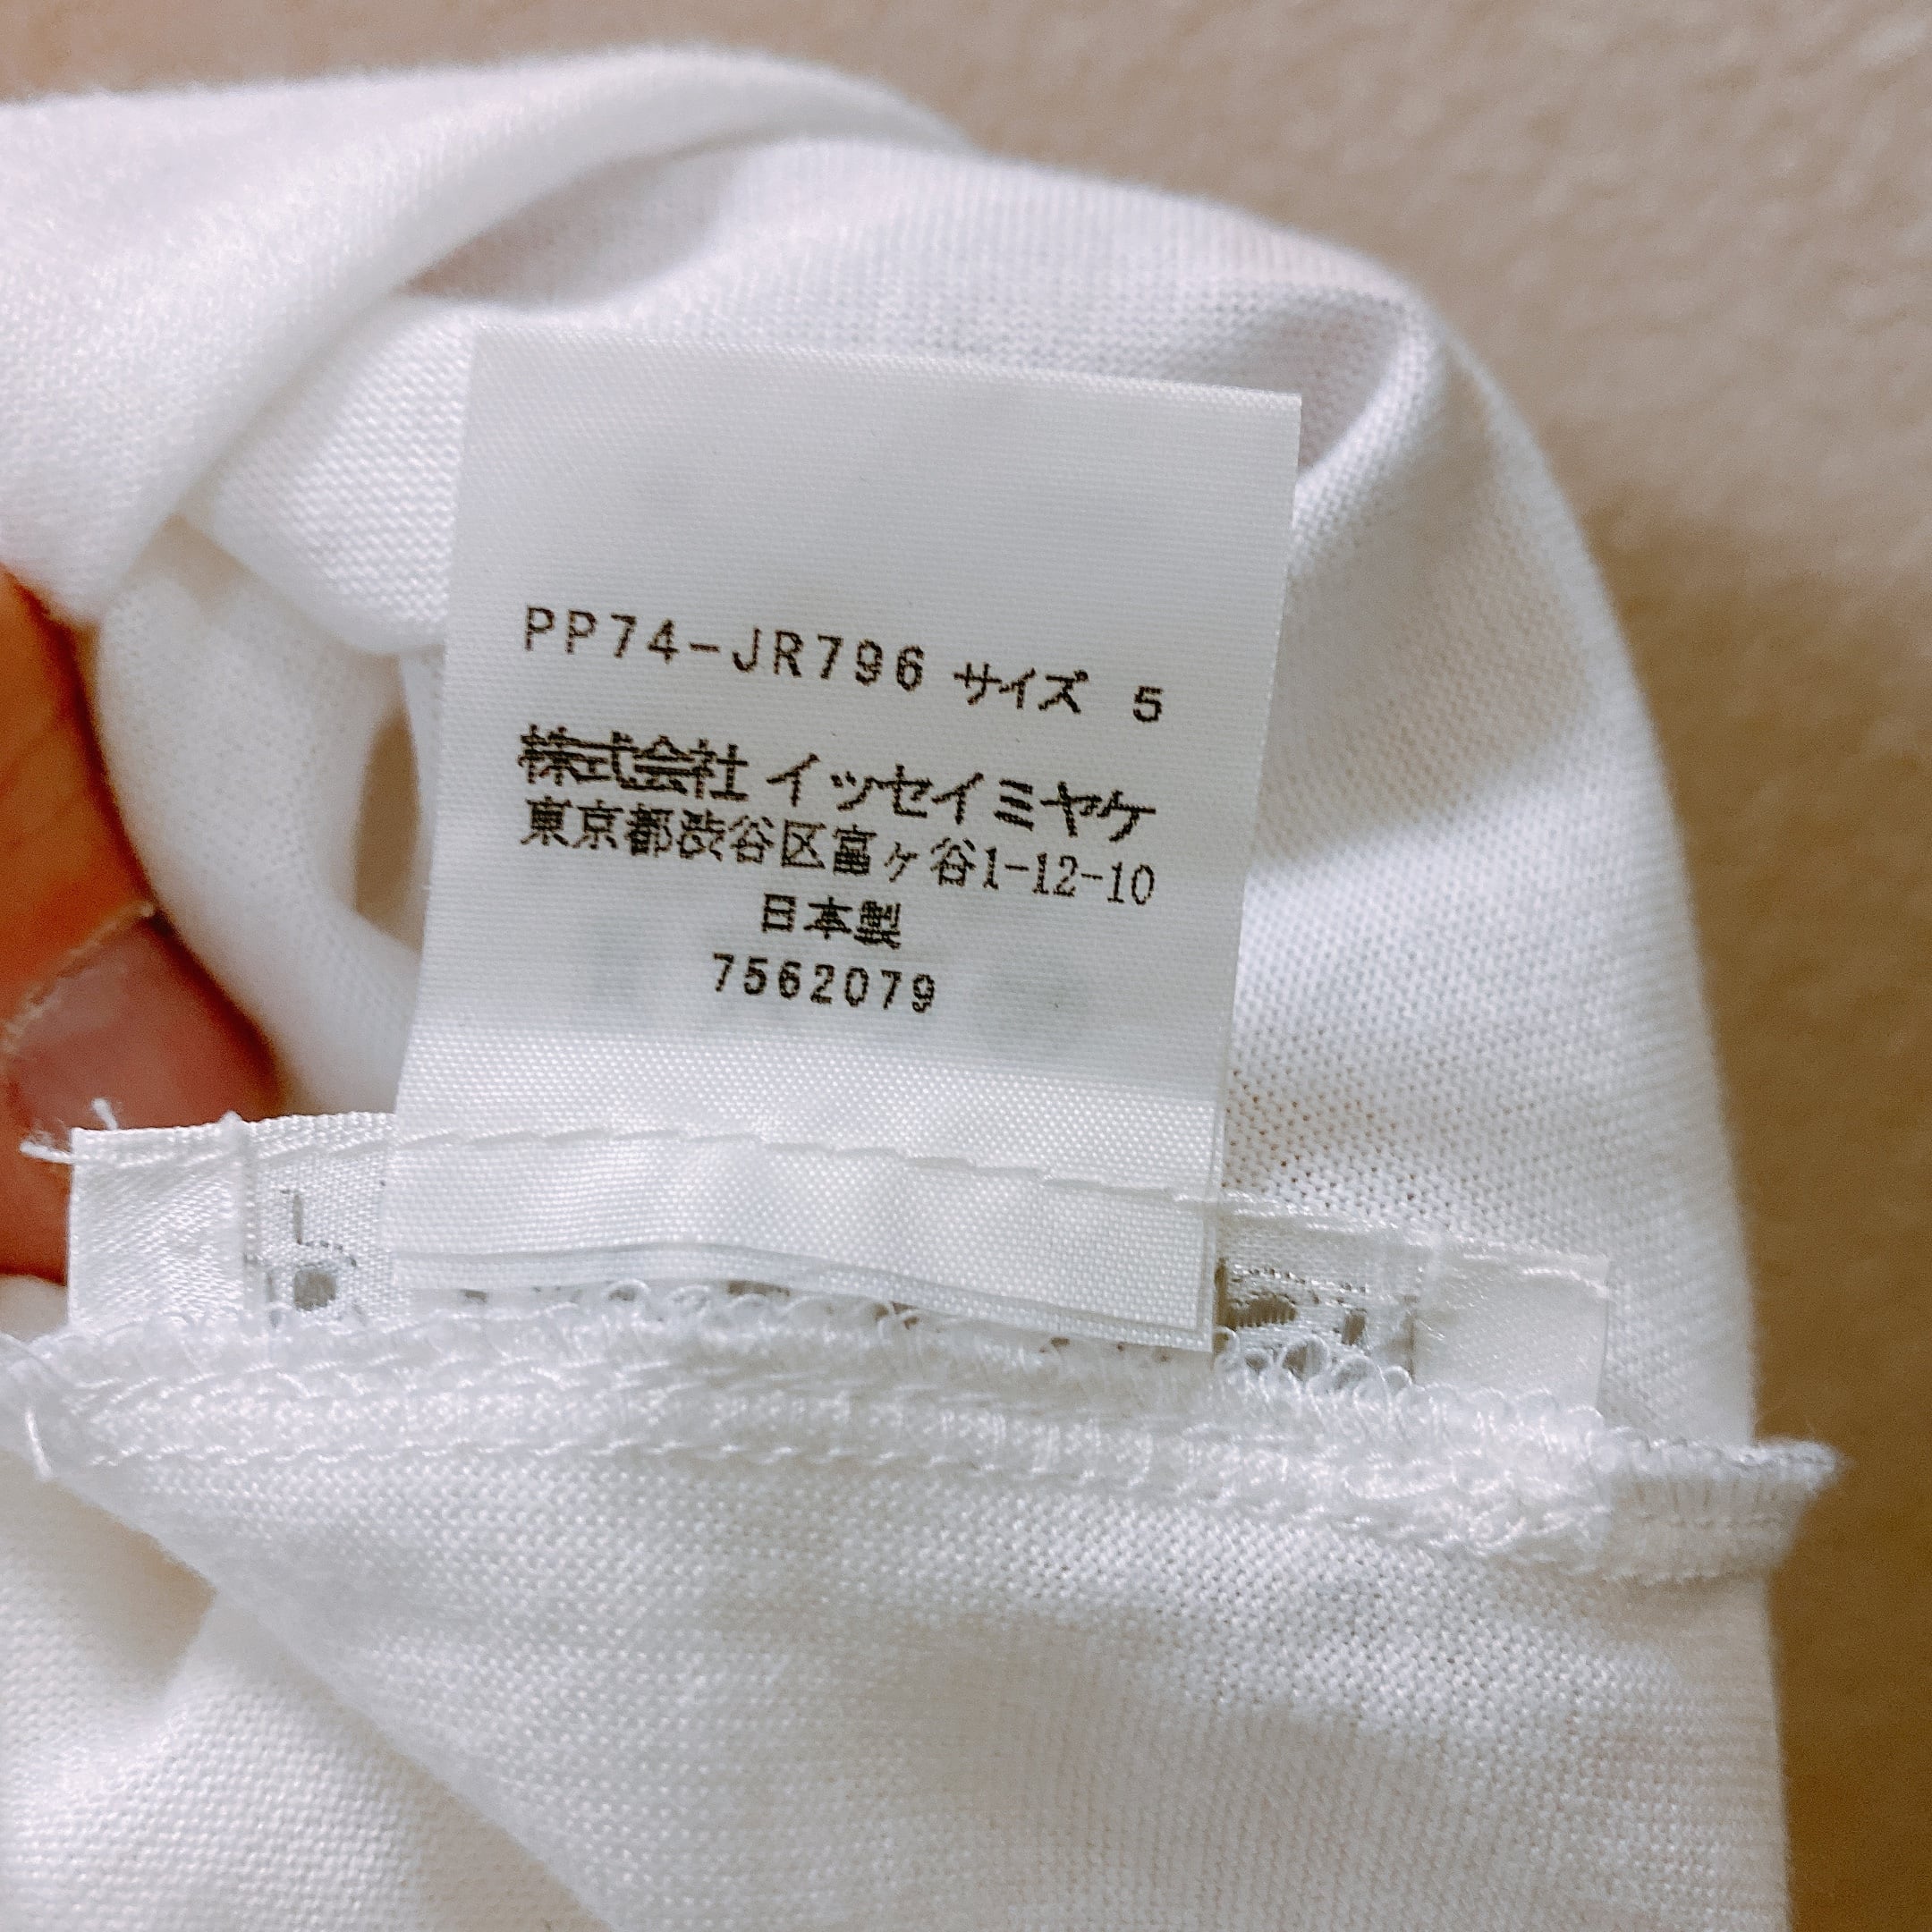 PP74-JR796 サイズ 5
株式会社 イッセイミヤケ
東京都渋谷区富ヶ谷1-12-10
日本製
7562079